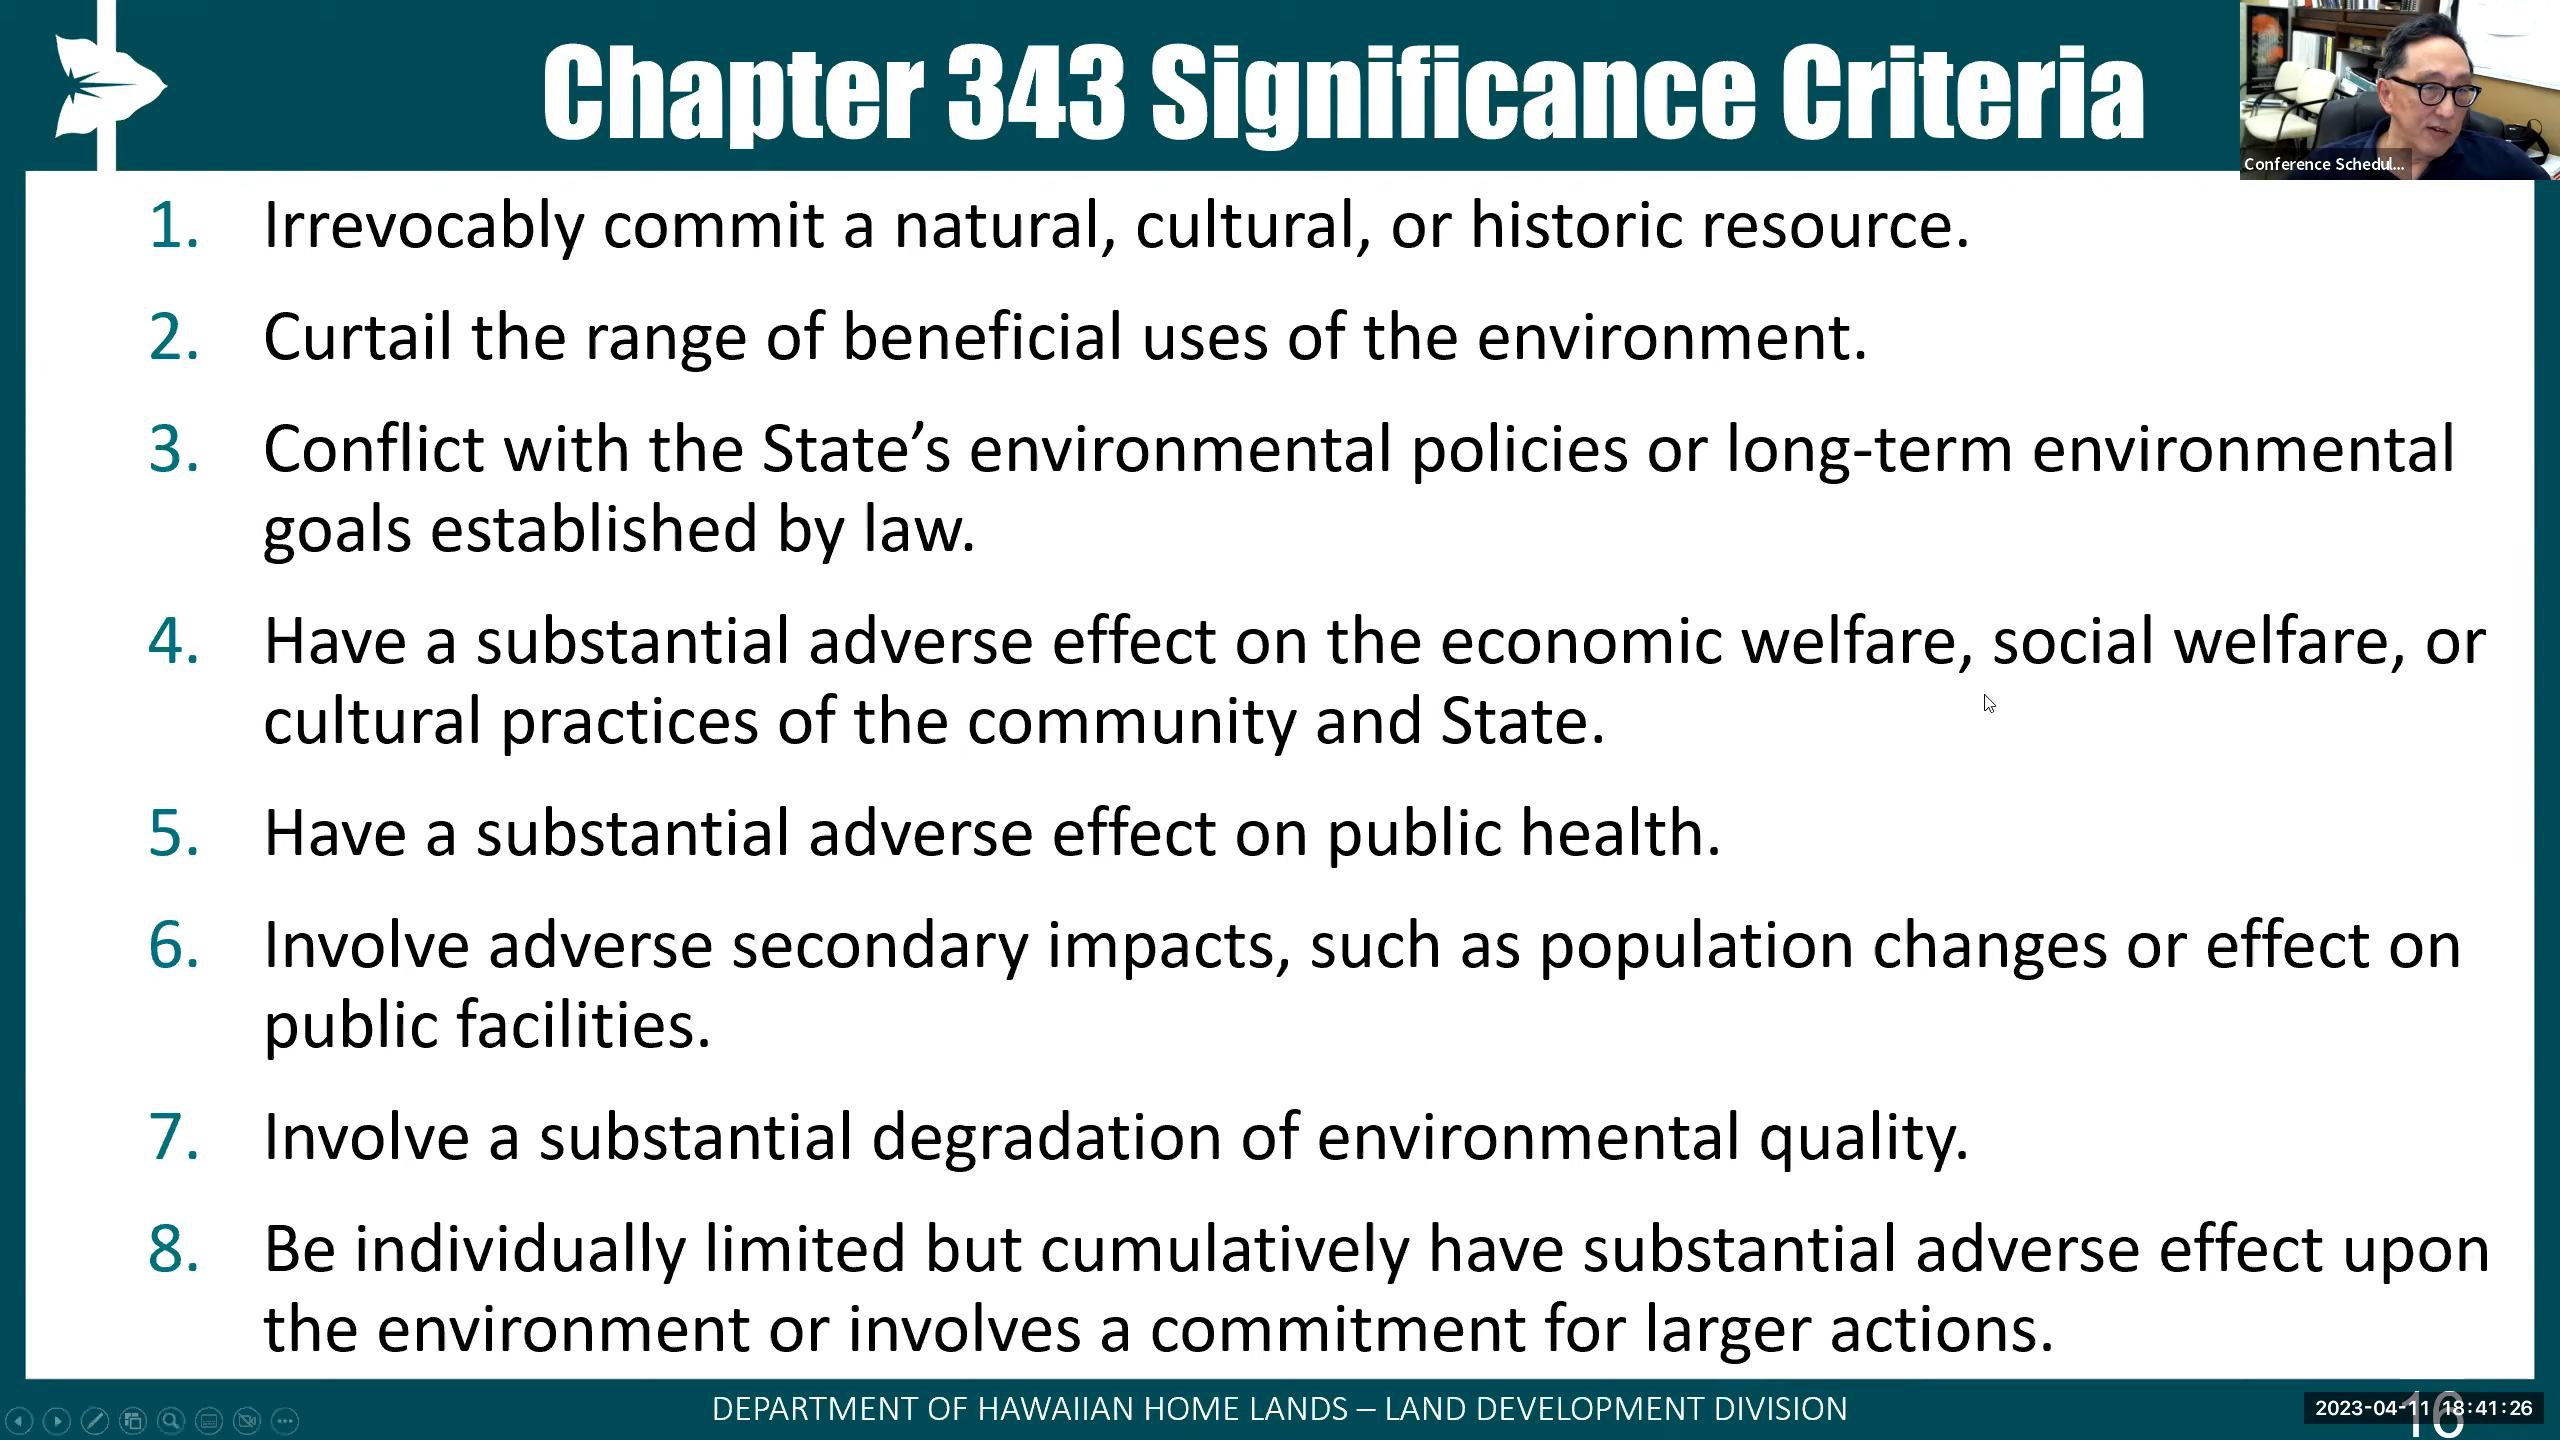 Chapter 343 Significance Criteria
Conference Schedul...
1. Irrevocably commit a natural, cultural, or historic resource.
2. Curtail the range of beneficial uses of the environment.
3. Conflict with the State’s environmental policies or long-term environmental
goals established by law.
4. Have a substantial adverse effect on the economic welfare, social welfare, or
cultural practices of the community and State.
5. Have a substantial adverse effect on public health.
6. Involve adverse secondary impacts, such as population changes or effect on
public facilities.
7. Involve a substantial degradation of environmental quality.
8. Be individually limited but cumulatively have substantial adverse effect upon
the environment or involves a commitment for larger actions.
DEPARTMENT OF HAWAIIAN HOME LANDS – LAND DEVELOPMENT DIVISION
16
2023-04-11 18:41:26